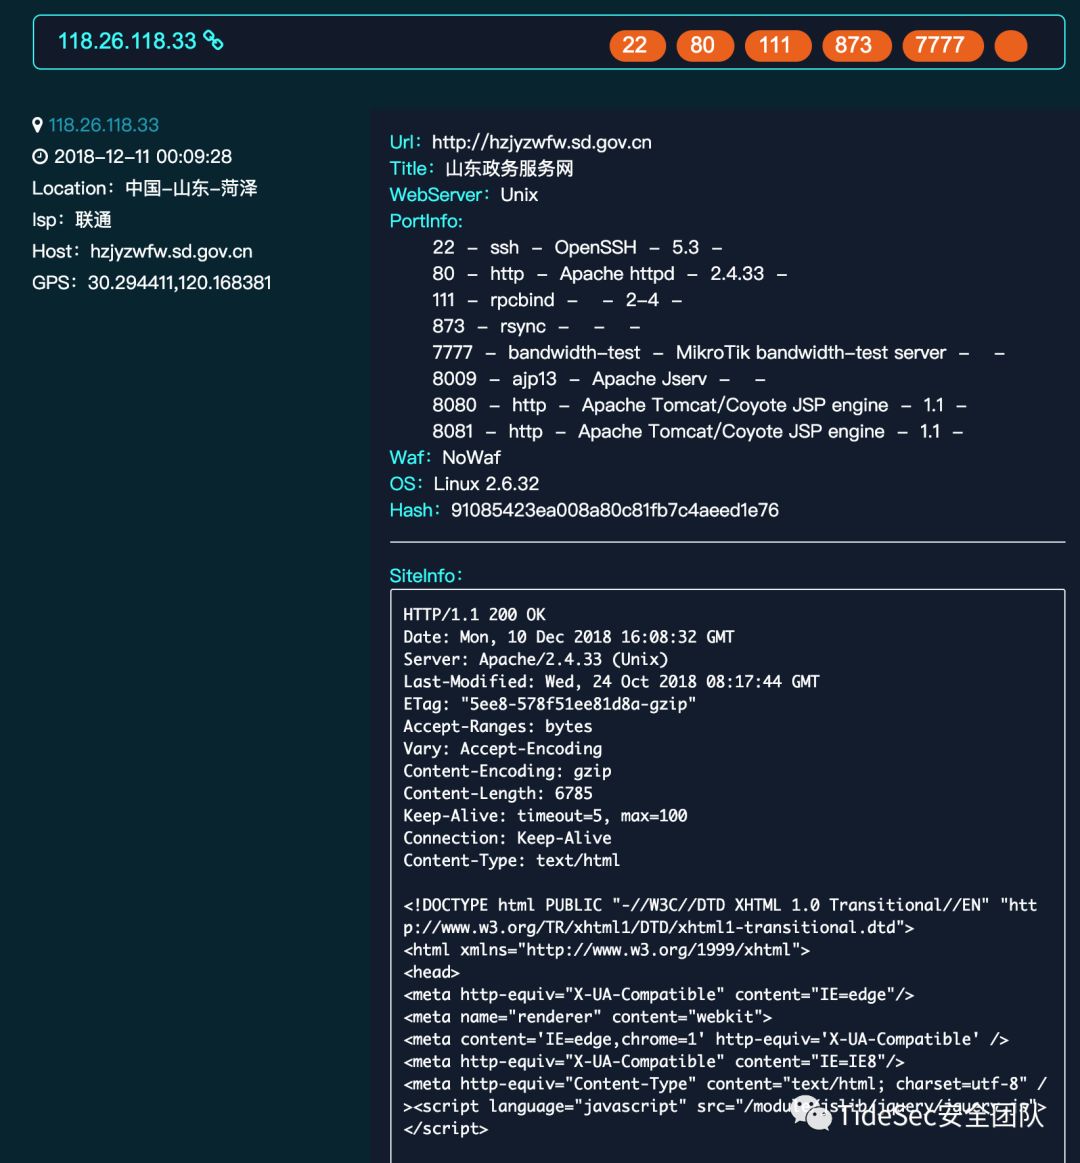 118.26.118.33
22 80 111 873 7777
118.26.118.33
2018-12-11 00:09:28
Location：中国-山东-菏泽
Isp：联通
Host：hzjyzwfw.sd.gov.cn
GPS：30.294411,120.168381
Url：http://hzjyzwfw.sd.gov.cn
Title：山东政务服务网
WebServer：Unix
PortInfo:
22 - ssh - OpenSSH - 5.3 -
80 - http - Apache httpd - 2.4.33 -
111 - rpcbind - - 2-4 -
873 - rsync - - -
7777 - bandwidth-test - MikroTik bandwidth-test server - -
8009 - ajp13 - Apache Jserv - -
8080 - http - Apache Tomcat/Coyote JSP engine - 1.1 -
8081 - http - Apache Tomcat/Coyote JSP engine - 1.1 -
Waf：NoWaf
OS：Linux 2.6.32
Hash：91085423ea008a80c81fb7c4aeed1e76
SiteInfo：
HTTP/1.1 200 OK
Date: Mon, 10 Dec 2018 16:08:32 GMT
Server: Apache/2.4.33 (Unix)
Last-Modified: Wed, 24 Oct 2018 08:17:44 GMT
ETag: "5ee8-578f51ee81d8a-gzip"
Accept-Ranges: bytes
Vary: Accept-Encoding
Content-Encoding: gzip
Content-Length: 6785
Keep-Alive: timeout=5, max=100
Connection: Keep-Alive
Content-Type: text/html
<!DOCTYPE html PUBLIC "-//W3C//DTD XHTML 1.0 Transitional//EN" "htt
p://www.w3.org/TR/xhtml1/DTD/xhtml1-transitional.dtd">
<html xmlns="http://www.w3.org/1999/xhtml">
<head>
<meta http-equiv="X-UA-Compatible" content="IE=edge"/>
<meta name="renderer" content="webkit">
<meta content='IE=edge,chrome=1' http-equiv='X-UA-Compatible' />
<meta http-equiv="X-UA-Compatible" content="IE=IE8"/>
<meta http-equiv="Content-Type" content="text/html; charset=utf-8" /
><script language="javascript" src="/module/jslib/jquery/jquery.js">
</script>
TideSec安全团队